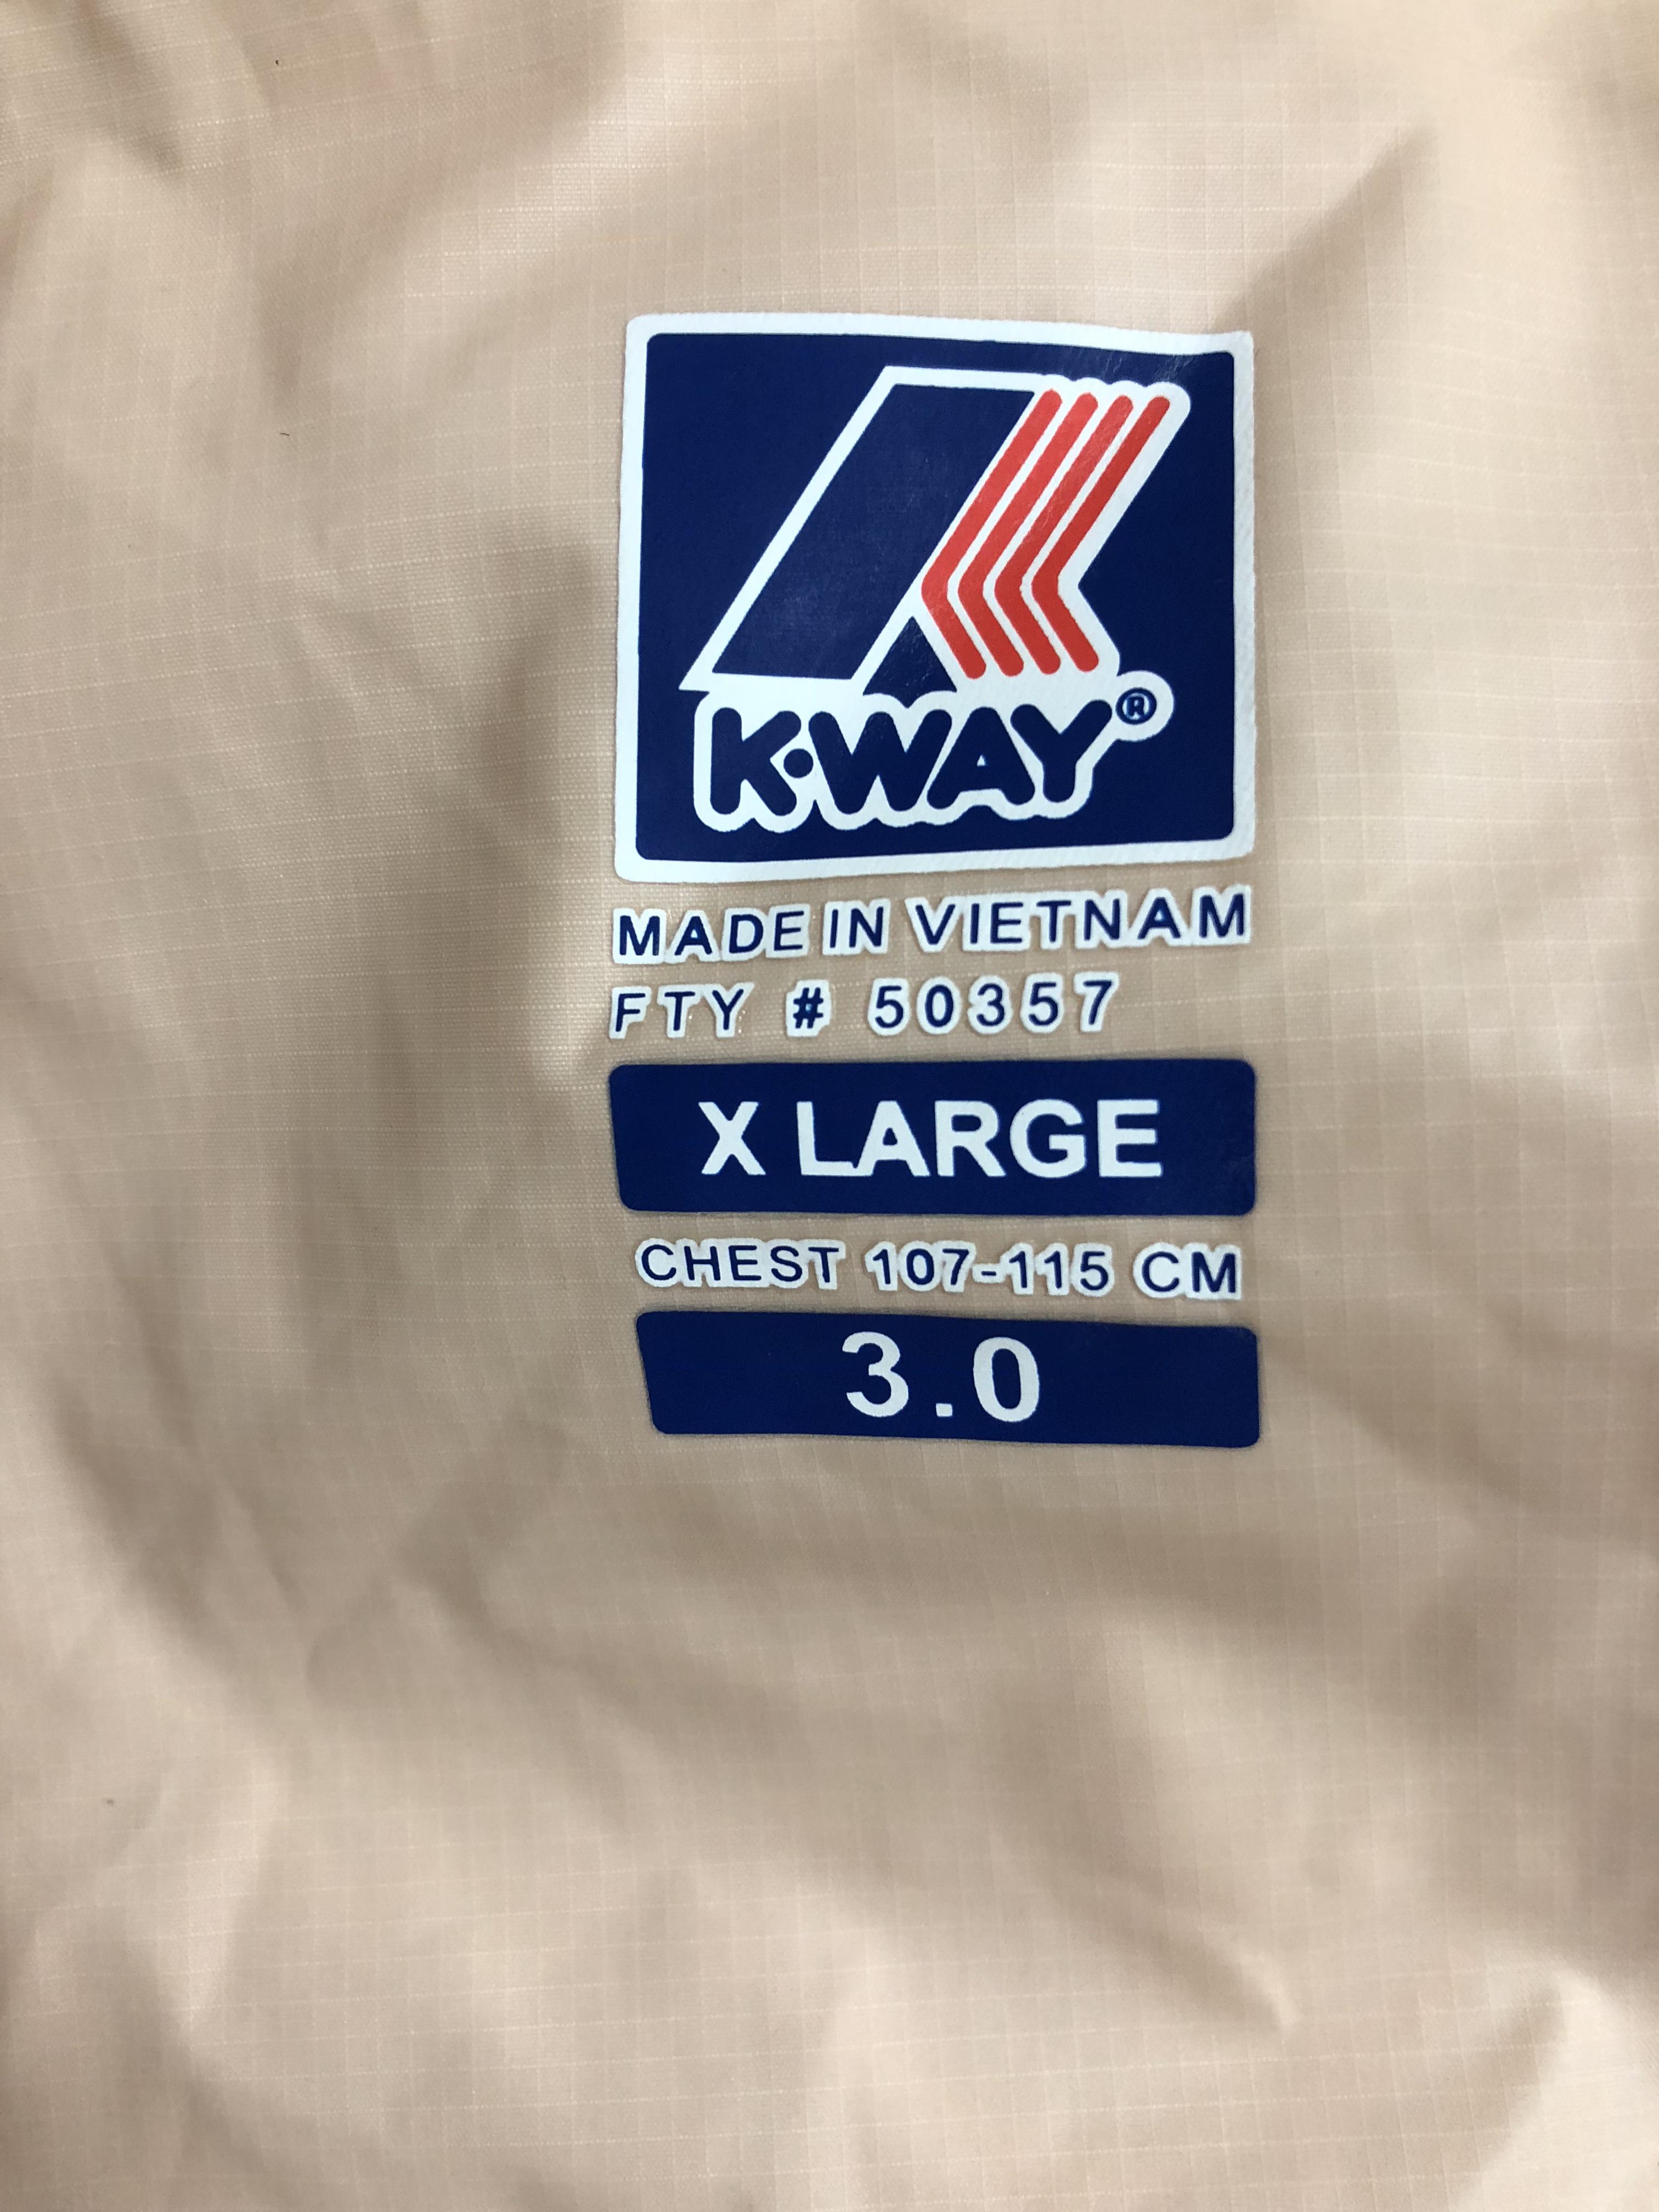 K·WAY®
MADE IN VIETNAM
FTY # 50357
X LARGE
CHEST 107-115 CM
3.0